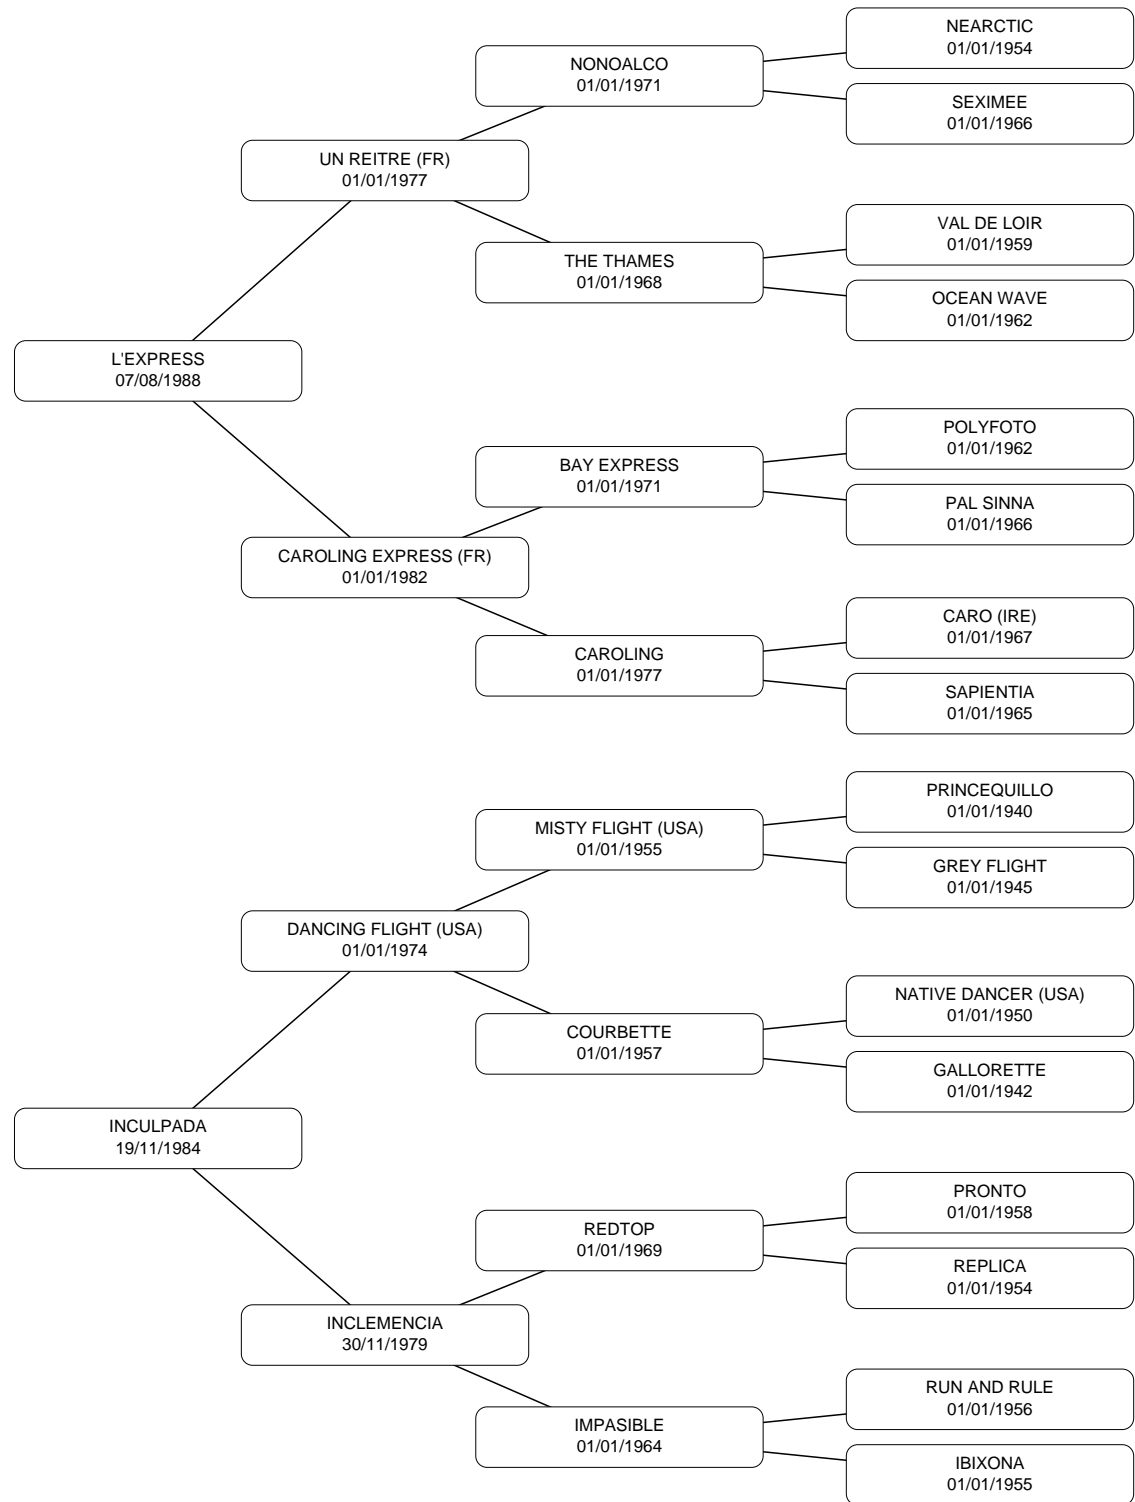 NEARCTIC
01/01/1954
NONOALCO
01/01/1971
SEXIMEE
01/01/1966
UN REITRE (FR)
01/01/1977
VAL DE LOIR
01/01/1959
THE THAMES
01/01/1968
OCEAN WAVE
01/01/1962
L'EXPRESS
07/08/1988
POLYFOTO
01/01/1962
BAY EXPRESS
01/01/1971
PAL SINNA
01/01/1966
CAROLING EXPRESS (FR)
01/01/1982
CARO (IRE)
01/01/1967
CAROLING
01/01/1977
SAPIENTIA
01/01/1965
PRINCEQUILLO
01/01/1940
MISTY FLIGHT (USA)
01/01/1955
GREY FLIGHT
01/01/1945
DANCING FLIGHT (USA)
01/01/1974
NATIVE DANCER (USA)
01/01/1950
COURBETTE
01/01/1957
GALLORETTE
01/01/1942
INCULPADA
19/11/1984
PRONTO
01/01/1958
REDTOP
01/01/1969
REPLICA
01/01/1954
INCLEMENCIA
30/11/1979
RUN AND RULE
01/01/1956
IMPASIBLE
01/01/1964
IBIXONA
01/01/1955